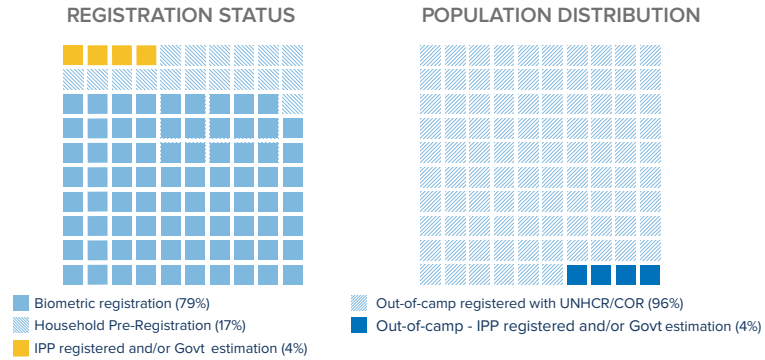 REGISTRATION STATUS
Biometric registration (79%)
Household Pre-Registration (17%)
IPP registered and/or Govt estimation (4%)
POPULATION DISTRIBUTION
Out-of-camp registered with UNHCR/COR (96%)
Out-of-camp - IPP registered and/or Govt estimation (4%)